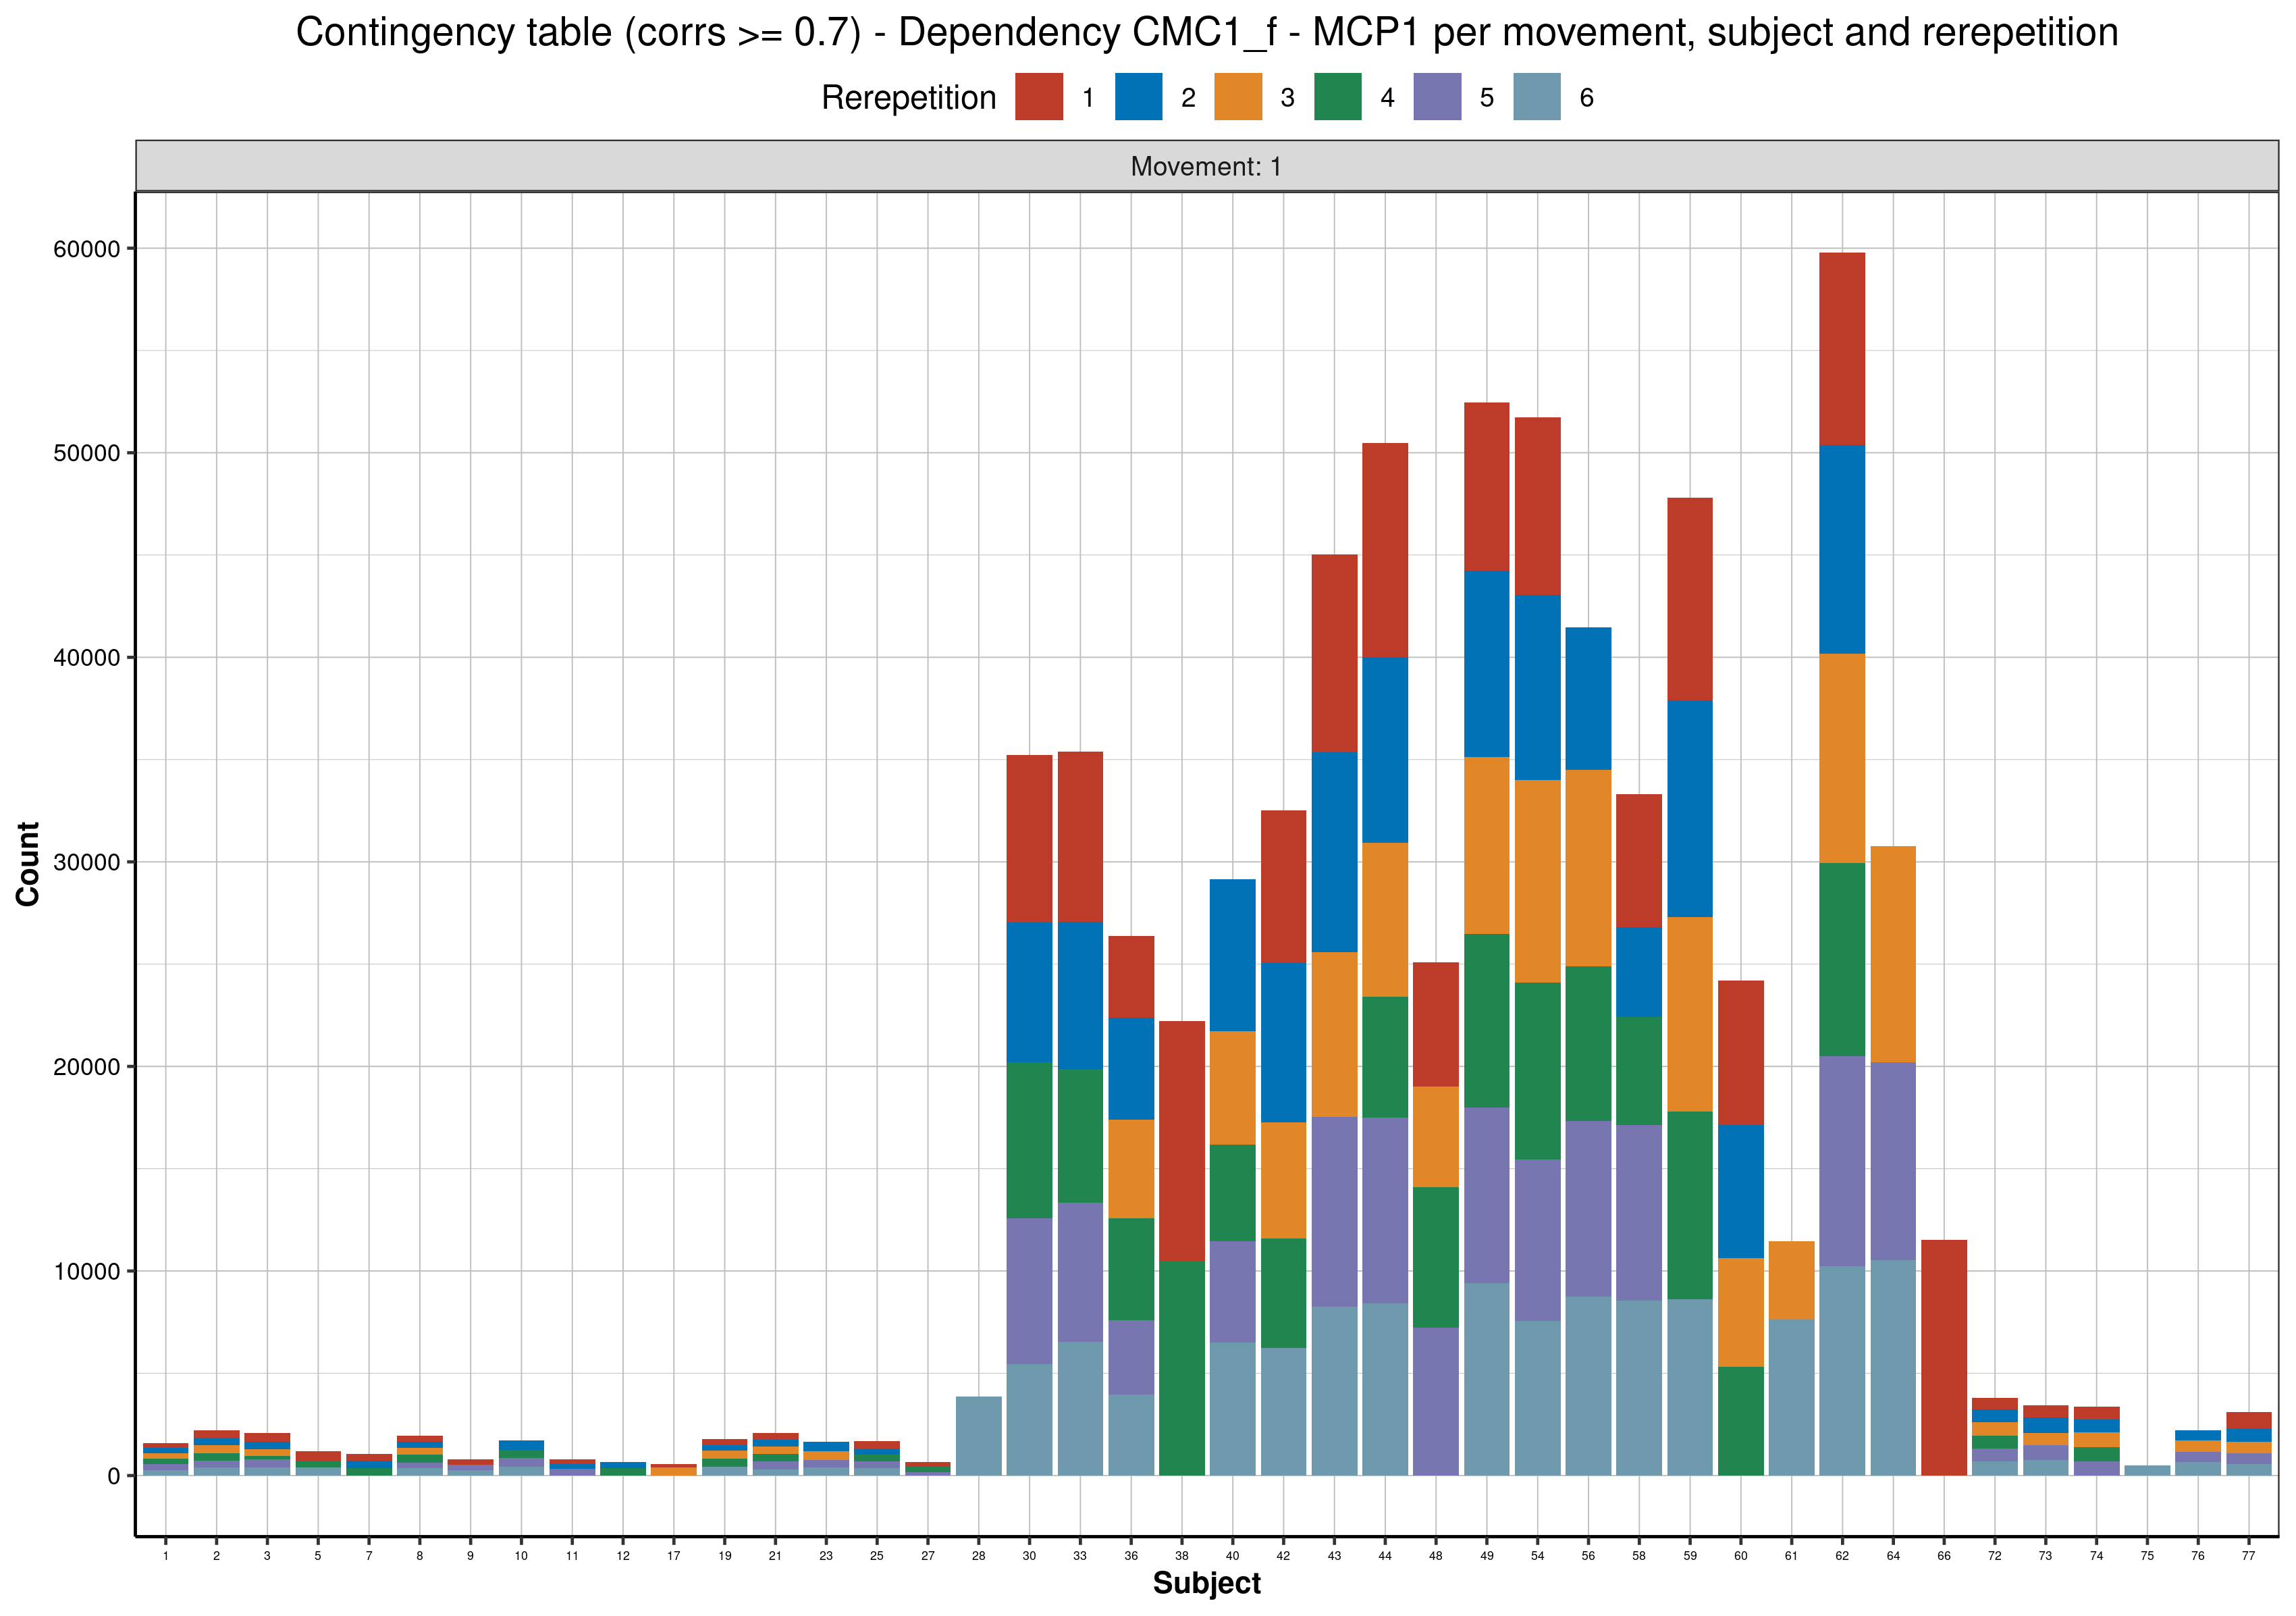 Contingency table (corrs >= 0.7) - Dependency CMC1_f - MCP1 per movement, subject and rerepetition
Rerepetition 1 2 3 4 5 6
Movement: 1
60000
50000
40000
30000
20000
10000
0
Count
1 2 3 5 7 8 9 10 11 12 17 19 21 23 25 27 28 30 33 36 38 40 42 43 44 48 49 54 56 58 59 60 61 62 64 66 72 73 74 75 76 77
Subject